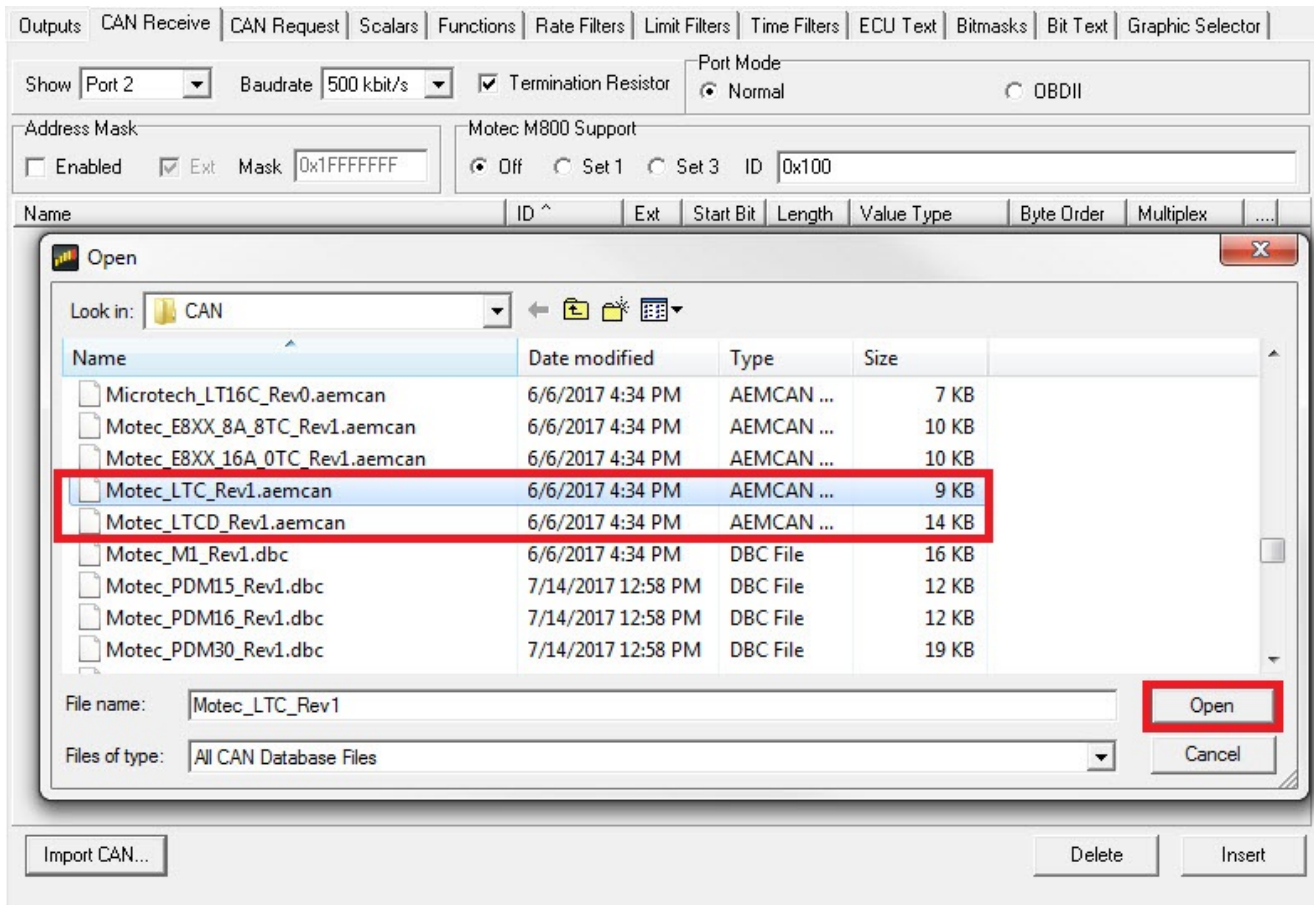 Outputs CAN Receive CAN Request Scalars Functions Rate Filters Limit Filters Time Filters ECU Text Bitmasks Bit Text Graphic Selector
Port Mode
Show Port 2 Baudrate 500 kbit/s Termination Resistor Normal OBDII
Address Mask Motec M800 Support
Enabled Ext Mask 0x1FFFFFFF Off Set 1 Set 3 ID 0x100
Name ID ^ Ext Start Bit Length Value Type Byte Order Multiplex ....
Open
Look in: CAN
Name Date modified Type Size
Microtech_LT16C_Rev0.aemcan 6/6/2017 4:34 PM AEMCAN ... 7 KB
Motec_E8XX_8A_8TC_Rev1.aemcan 6/6/2017 4:34 PM AEMCAN ... 10 KB
Motec_E8XX_16A_0TC_Rev1.aemcan 6/6/2017 4:34 PM AEMCAN ... 10 KB
Motec_LTC_Rev1.aemcan 6/6/2017 4:34 PM AEMCAN ... 9 KB
Motec_LTCD_Rev1.aemcan 6/6/2017 4:34 PM AEMCAN ... 14 KB
Motec_M1_Rev1.dbc 6/6/2017 4:34 PM DBC File 16 KB
Motec_PDM15_Rev1.dbc 7/14/2017 12:58 PM DBC File 12 KB
Motec_PDM16_Rev1.dbc 7/14/2017 12:58 PM DBC File 12 KB
Motec_PDM30_Rev1.dbc 7/14/2017 12:58 PM DBC File 19 KB
File name: Motec_LTC_Rev1 Open
Files of type: All CAN Database Files Cancel
Import CAN... Delete Insert